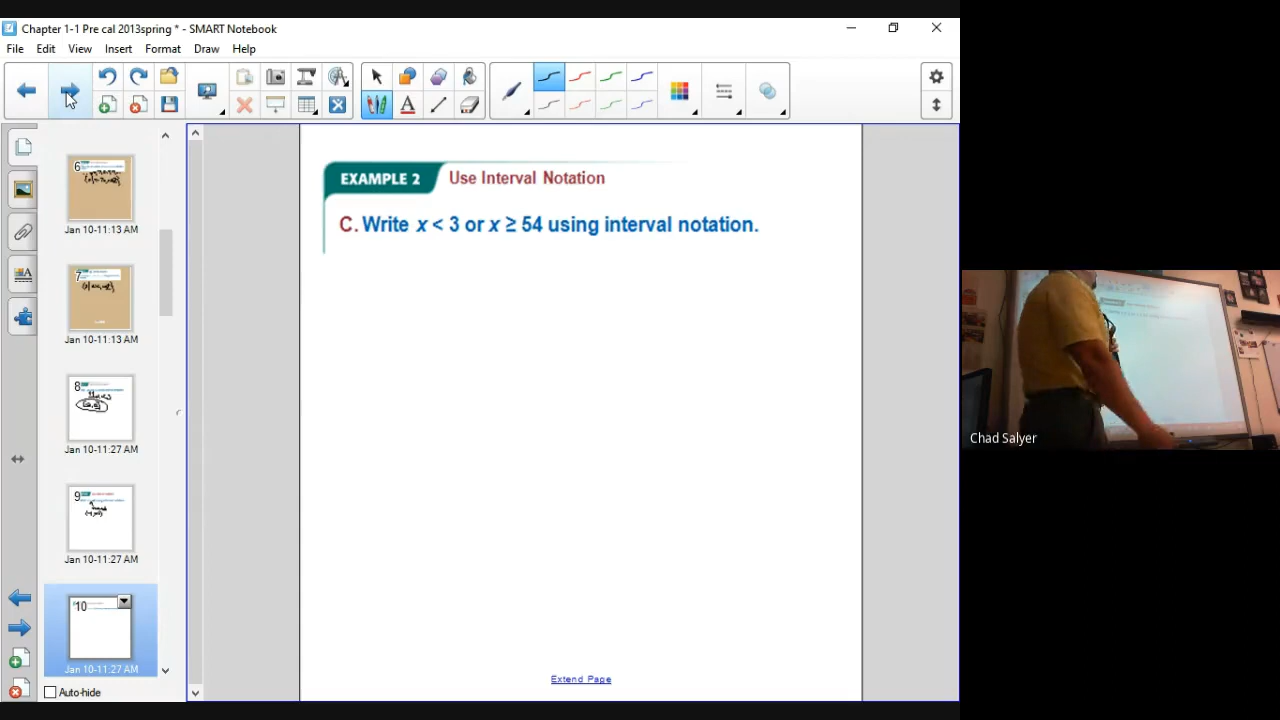 Chapter 1-1 Pre cal 2013spring * - SMART Notebook
File Edit View Insert Format Draw Help
6
Jan 10-11:13 AM
7
Jan 10-11:13 AM
8
Jan 10-11:27 AM
9
Jan 10-11:27 AM
10
Jan 10-11:27 AM
Auto-hide
EXAMPLE 2 Use Interval Notation
C. Write x < 3 or x ≥ 54 using interval notation.
Extend Page
Chad Salyer